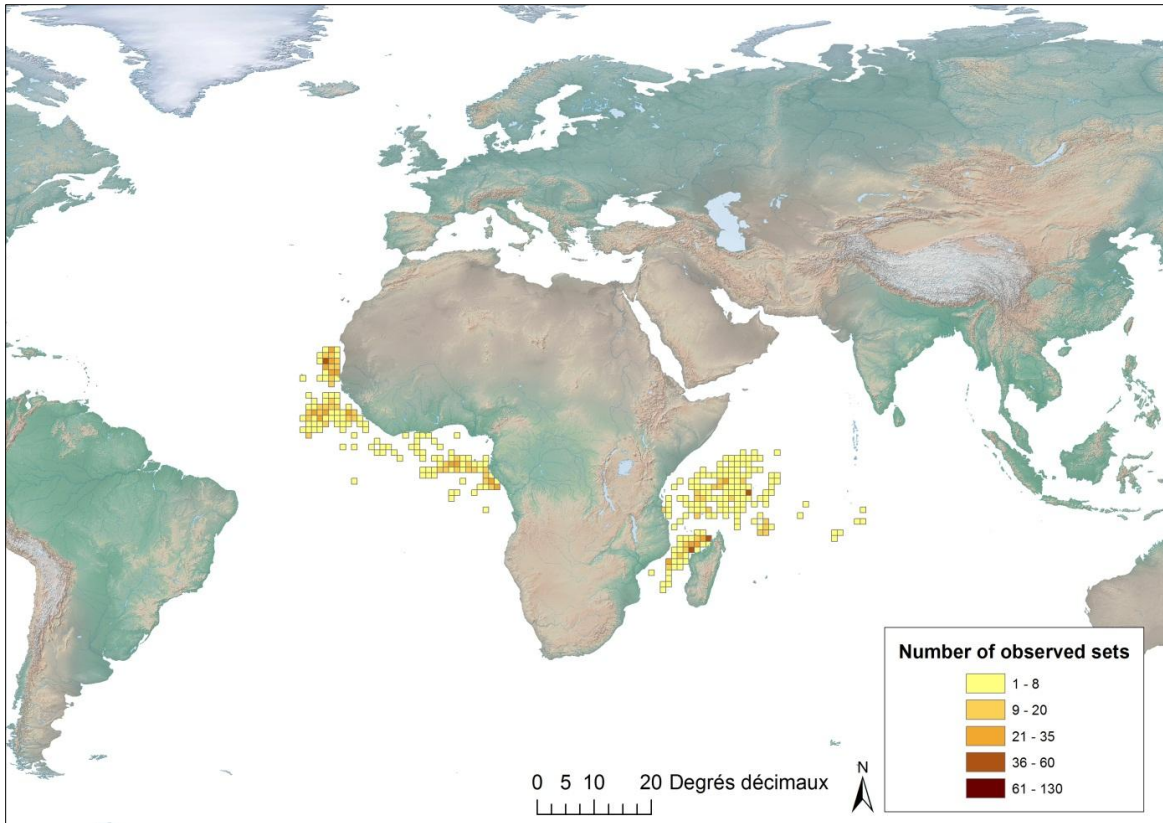 Number of observed sets
1 - 8
9 - 20
21 - 35
36 - 60
61 - 130
0 5 10 20 Degrés décimaux
N